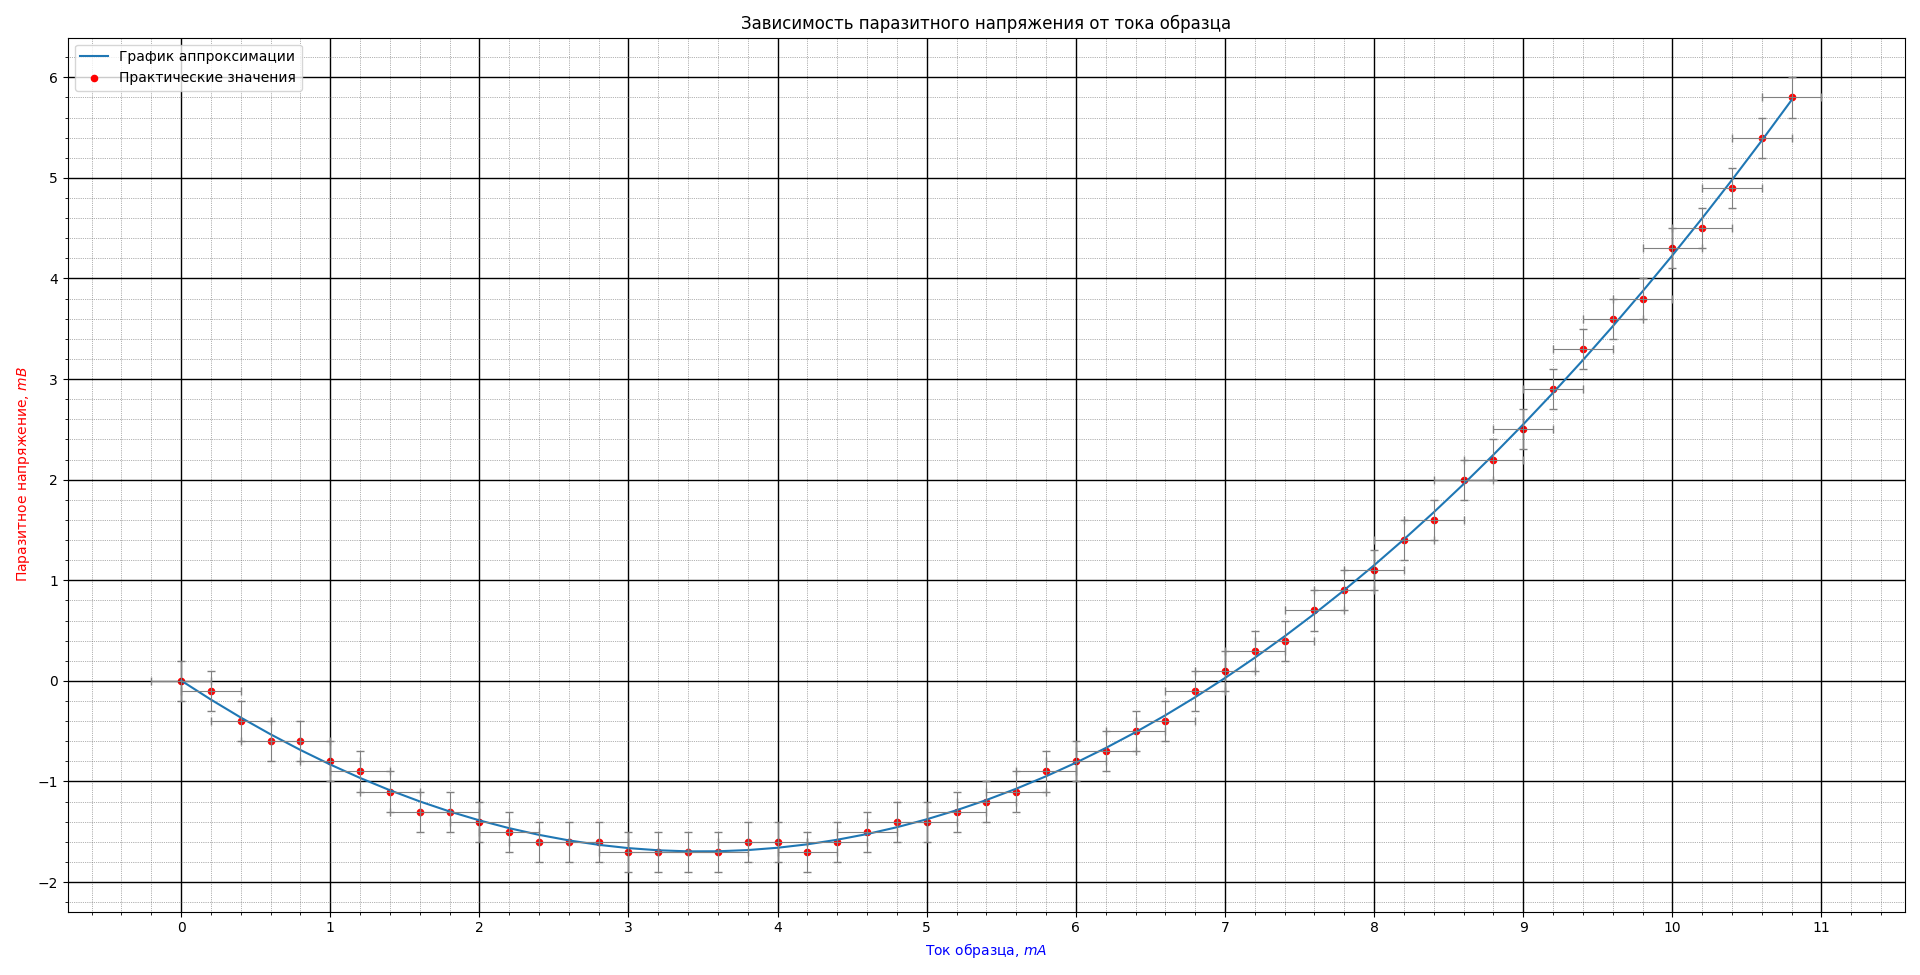 Зависимость паразитного напряжения от тока образца
График аппроксимации
Практические значения
6
5
4
3
2
1
0
−1
−2
Паразитное напряжение, mВ
0 1 2 3 4 5 6 7 8 9 10 11
Ток образца, mA